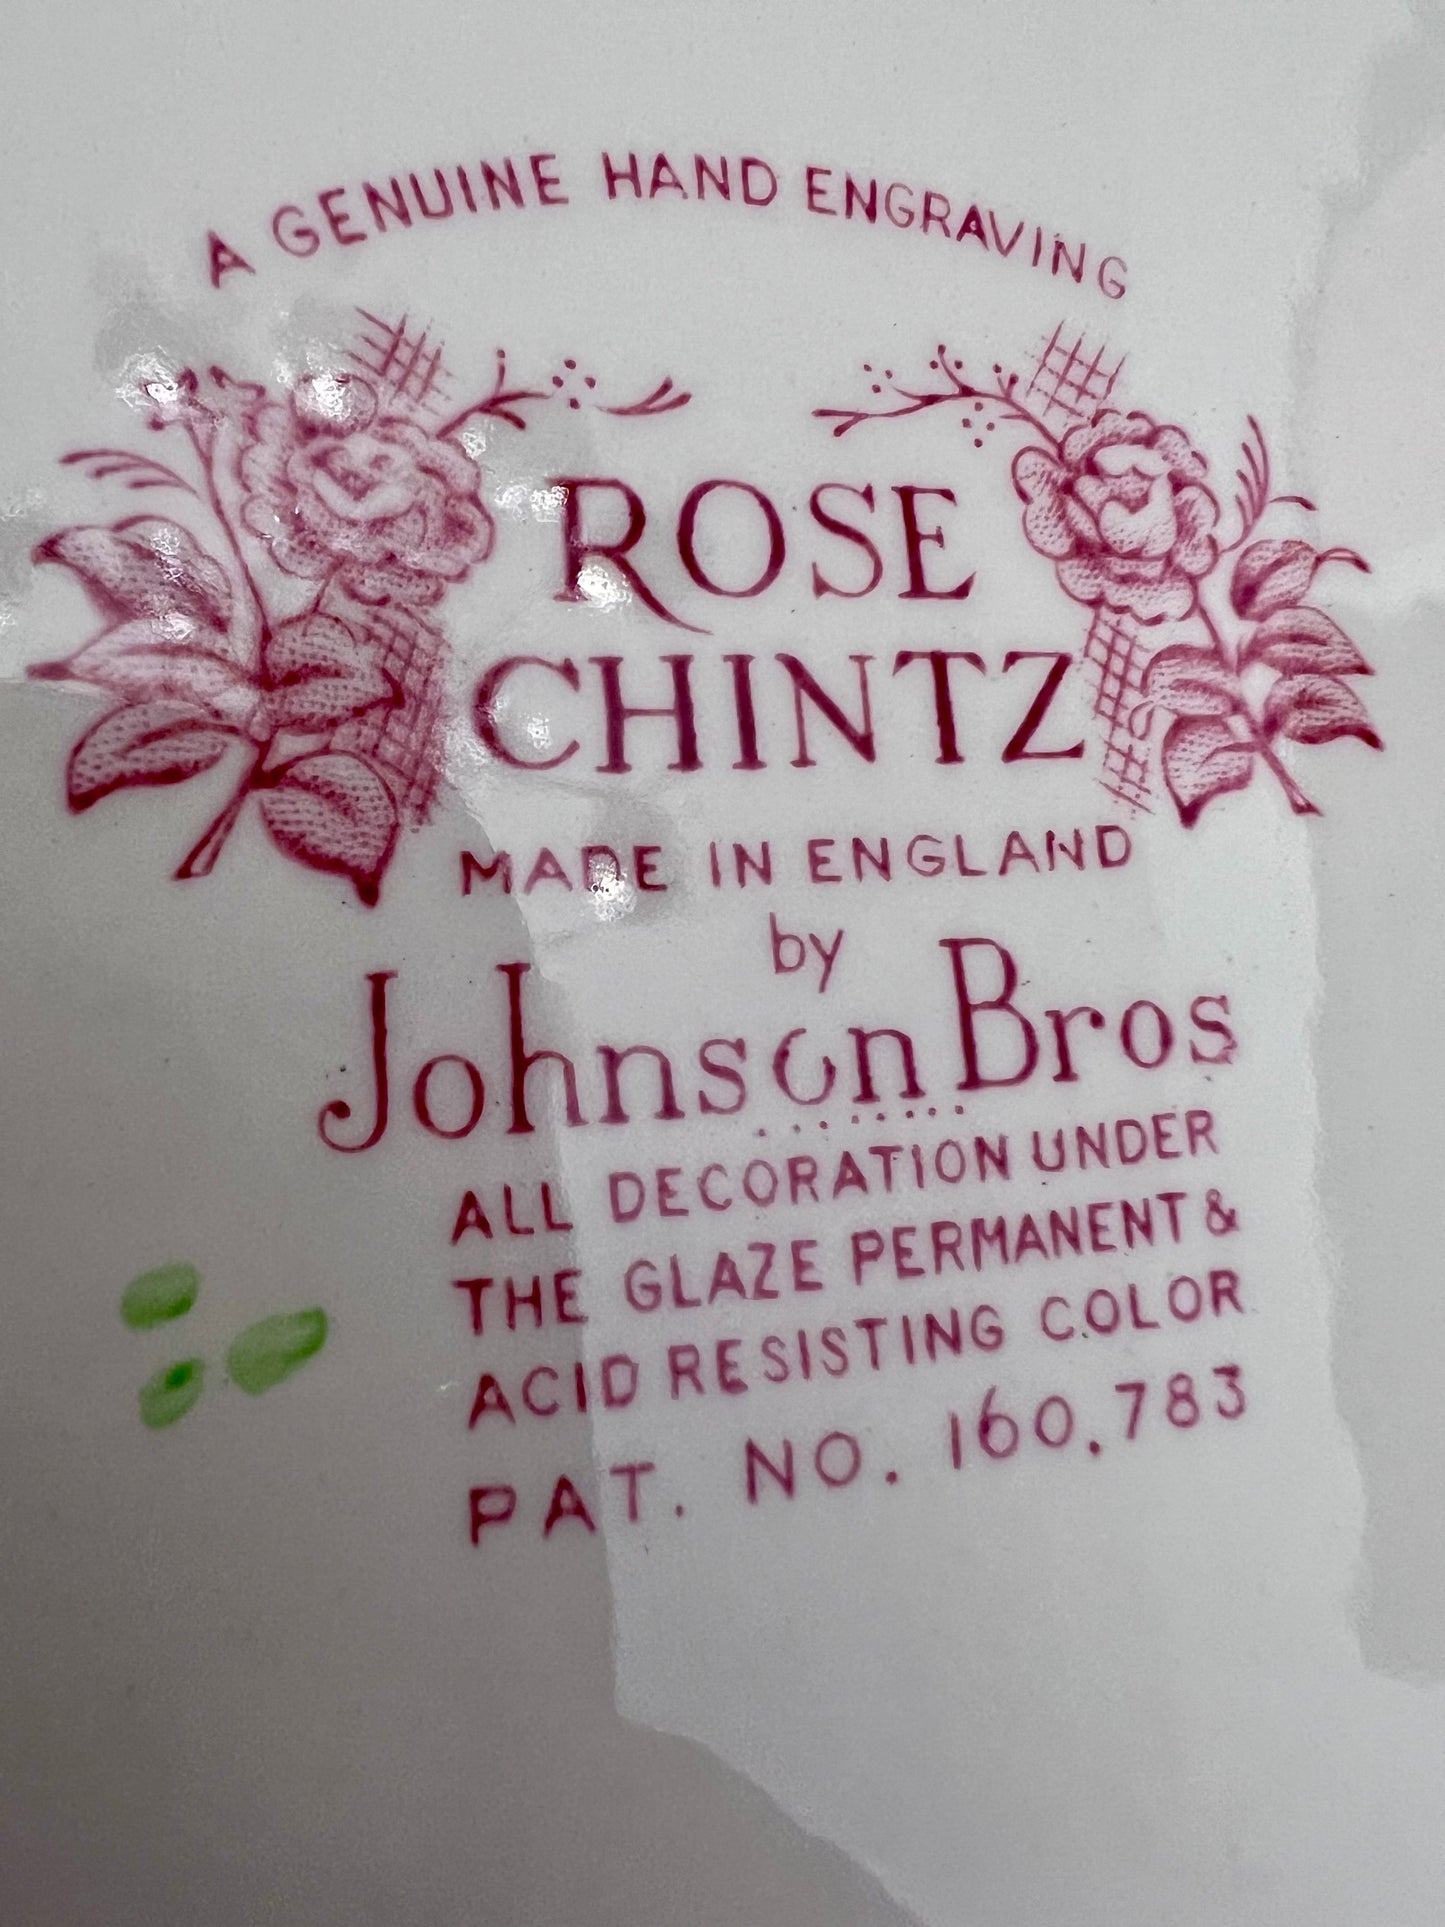 A GENUINE HAND ENGRAVING
ROSE
CHINTZ
MADE IN ENGLAND
by
Johnson Bros
ALL DECORATION UNDER
THE GLAZE PERMANENT &
ACID RESISTING COLOR
PAT. NO. 160,783